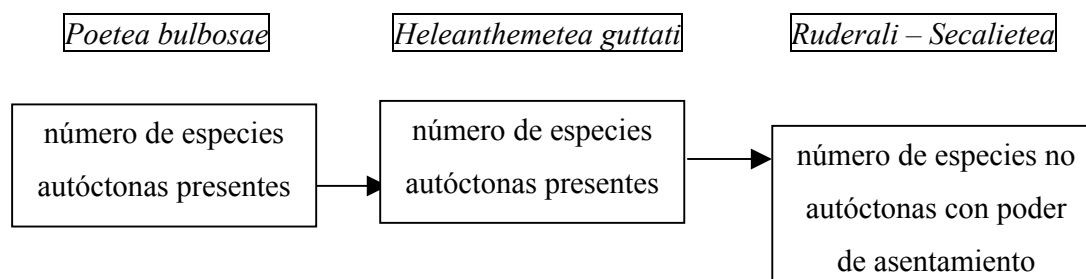 Poetea bulbosae
Heleanthemetea guttati
Ruderali – Secalietea
número de especies
autóctonas presentes
número de especies
autóctonas presentes
número de especies no
autóctonas con poder
de asentamiento